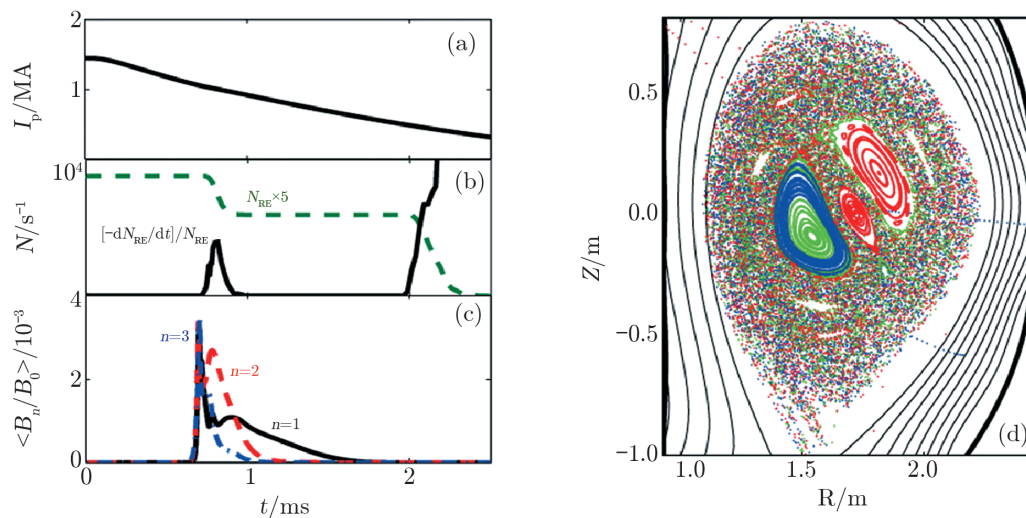 2
1
I_p/MA
(a)
10^4
N/s^{-1}
(b)
N_RE×5
[−dN_RE/dt]/N_RE
4
2
0
<B_n/B_0>/10^{-3}
(c)
n=3
n=2
n=1
0 1 2
t/ms
0.5
0.0
−0.5
−1.0
Z/m
(d)
1.0 1.5 2.0
R/m